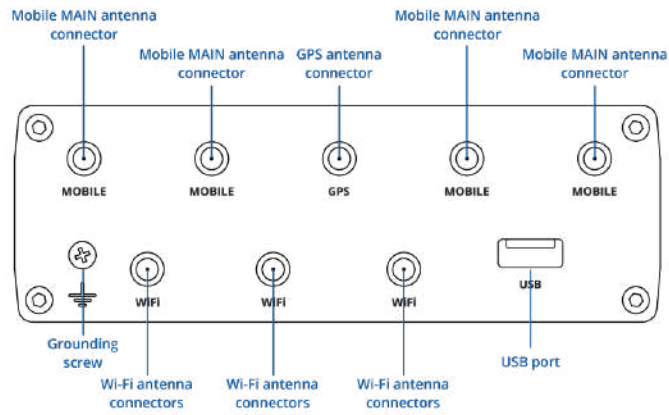 Mobile MAIN antenna
connector
Mobile MAIN antenna
connector
GPS antenna
connector
Mobile MAIN antenna
connector
Mobile MAIN antenna
connector
MOBILE
MOBILE
GPS
MOBILE
MOBILE
WiFi
WiFi
WiFi
USB
Grounding
screw
Wi-Fi antenna
connectors
Wi-Fi antenna
connectors
Wi-Fi antenna
connectors
USB port